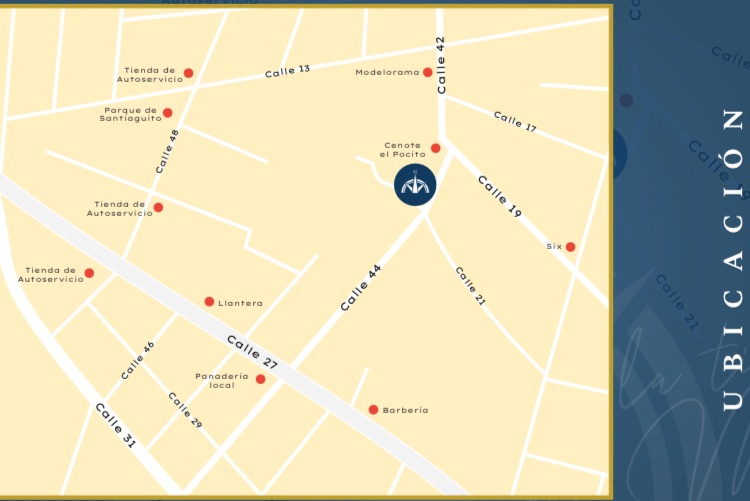 Calle 42
Calle 13
Tienda de
Autoservicio
Modelorama
Parque de
Santiaguito
Calle 17
Calle 48
Cenote
el Pocito
N
Calle 19
Tienda de
Autoservicio
Six
Tienda de
Autoservicio
Calle 44
Calle 21
Llantera
Calle 27
Calle 46
Panadería
local
Calle 29
Barbería
Calle 31
UBICACIÓN
Calle 19
Calle 21